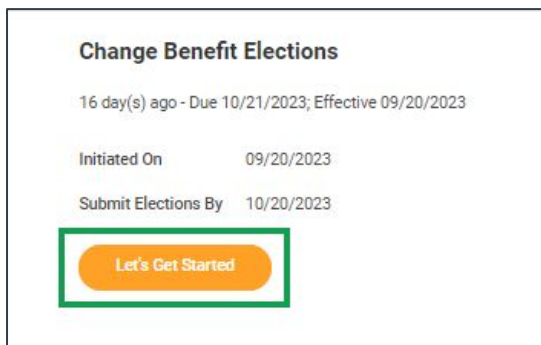 Change Benefit Elections
16 day(s) ago - Due 10/21/2023; Effective 09/20/2023
Initiated On 09/20/2023
Submit Elections By 10/20/2023
Let's Get Started